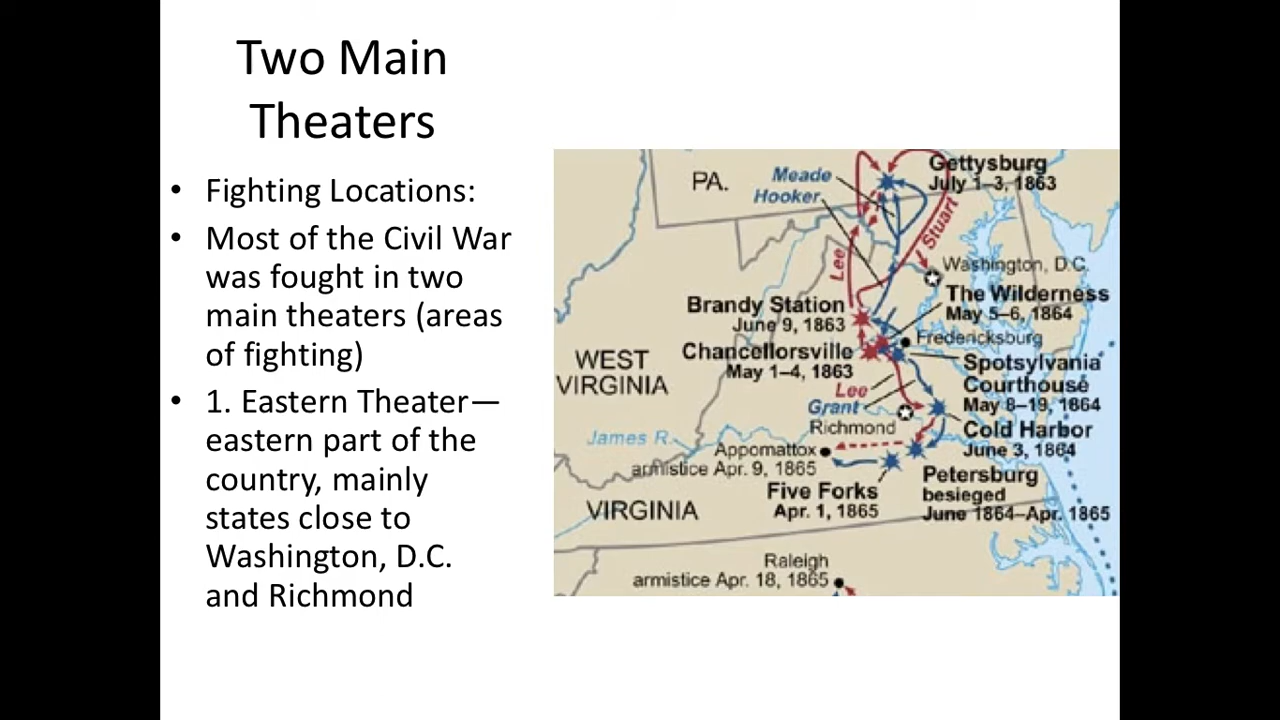 Two Main
Theaters
• Fighting Locations:
• Most of the Civil War
was fought in two
main theaters (areas
of fighting)
• 1. Eastern Theater—
eastern part of the
country, mainly
states close to
Washington, D.C.
and Richmond
PA.
Meade
Hooker
Gettysburg
July 1–3, 1863
Stuart
Lee
Washington, D.C.
Brandy Station
June 9, 1863
The Wilderness
May 5–6, 1864
Fredericksburg
Chancellorsville
May 1–4, 1863
WEST
VIRGINIA
Spotsylvania
Courthouse
May 8–19, 1864
Lee
Grant
Richmond
Cold Harbor
June 3, 1864
James R.
Appomattox
armistice Apr. 9, 1865
Five Forks
Apr. 1, 1865
Petersburg
besieged
June 1864–Apr. 1865
VIRGINIA
Raleigh
armistice Apr. 18, 1865